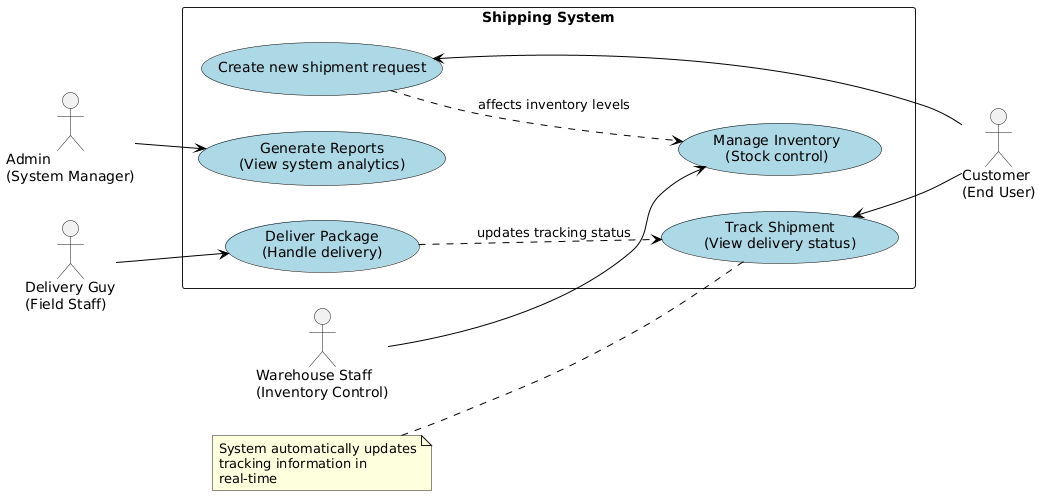 Shipping System
Create new shipment request
affects inventory levels
Admin
(System Manager)
Generate Reports
(View system analytics)
Manage Inventory
(Stock control)
Customer
(End User)
Delivery Guy
(Field Staff)
Deliver Package
(Handle delivery)
updates tracking status
Track Shipment
(View delivery status)
Warehouse Staff
(Inventory Control)
System automatically updates
tracking information in
real-time